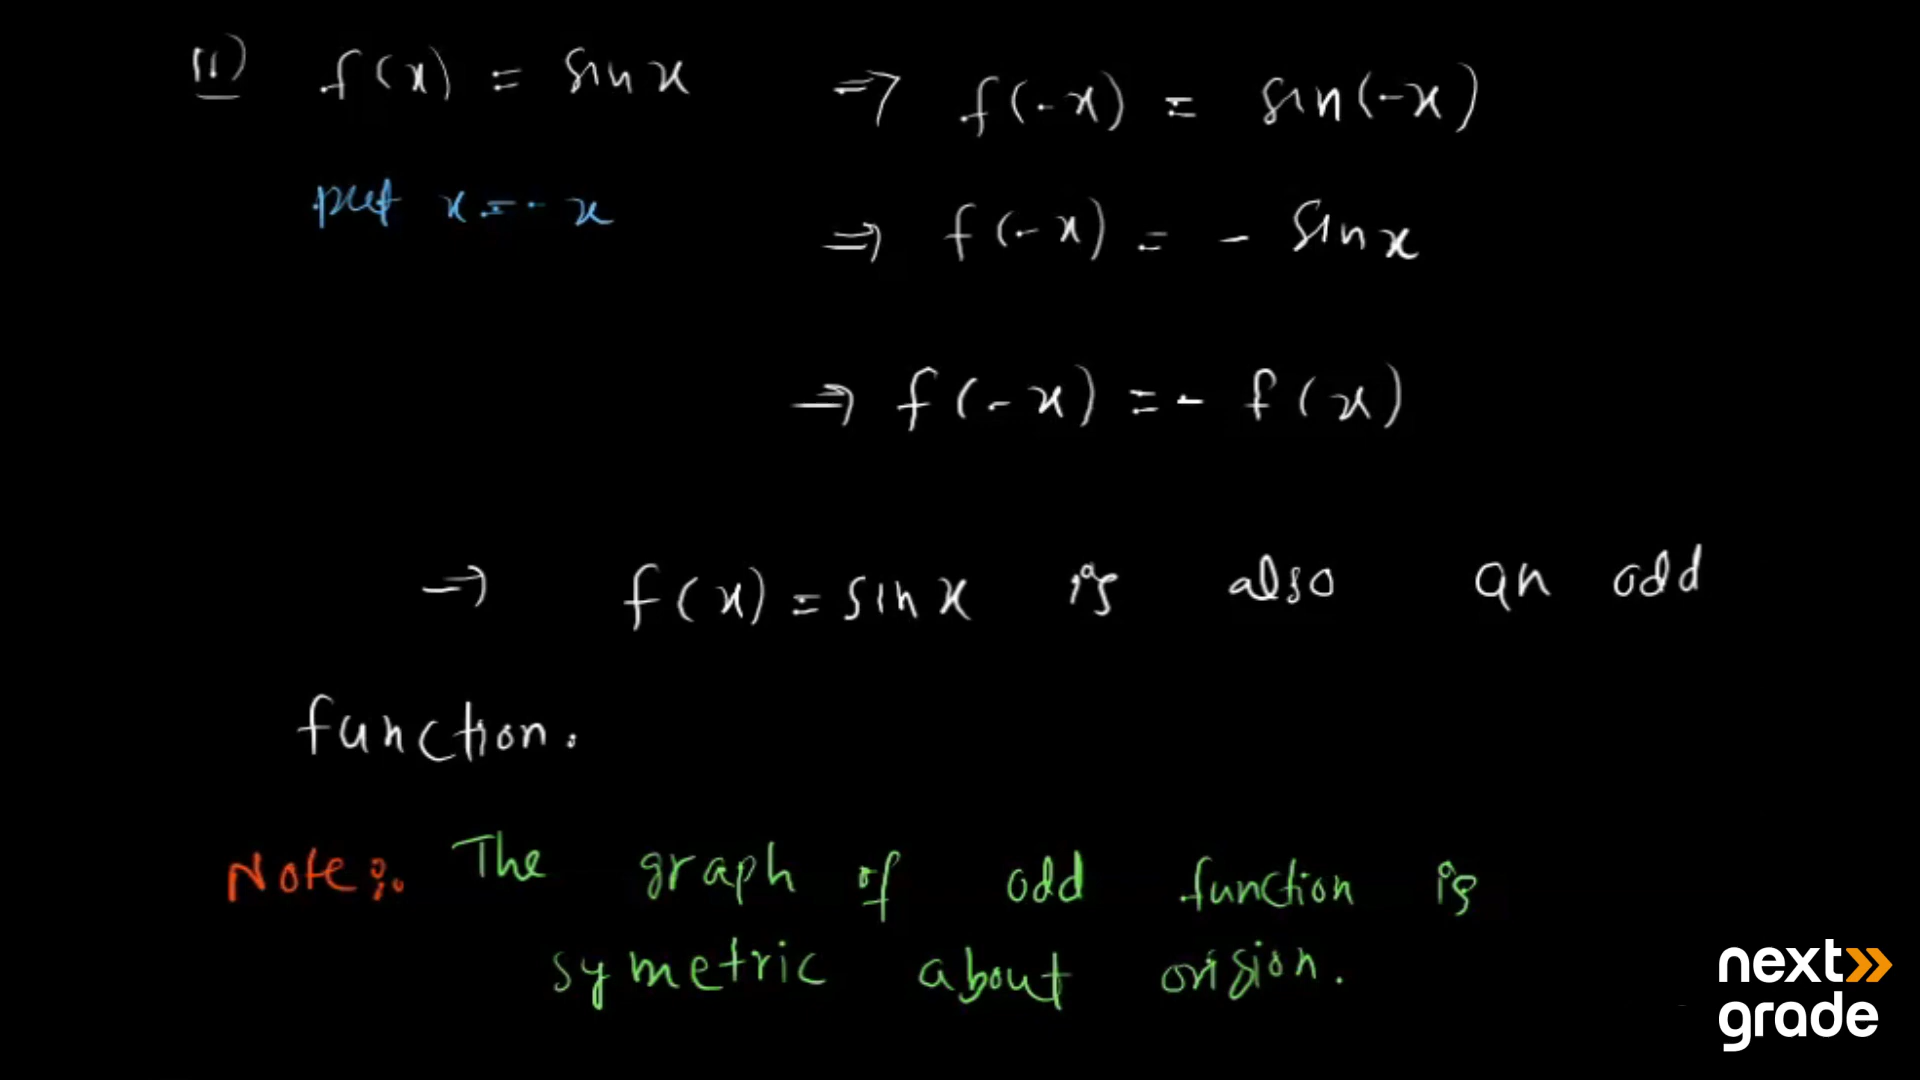 (ii) f(x) = sin x ⇒ f(-x) = sin(-x)
put x = -x ⇒ f(-x) = - sin x
⇒ f(-x) = - f(x)
⇒ f(x) = sin x is also an odd
function.
Note:. The graph of odd function is
symetric about orision.
next
grade